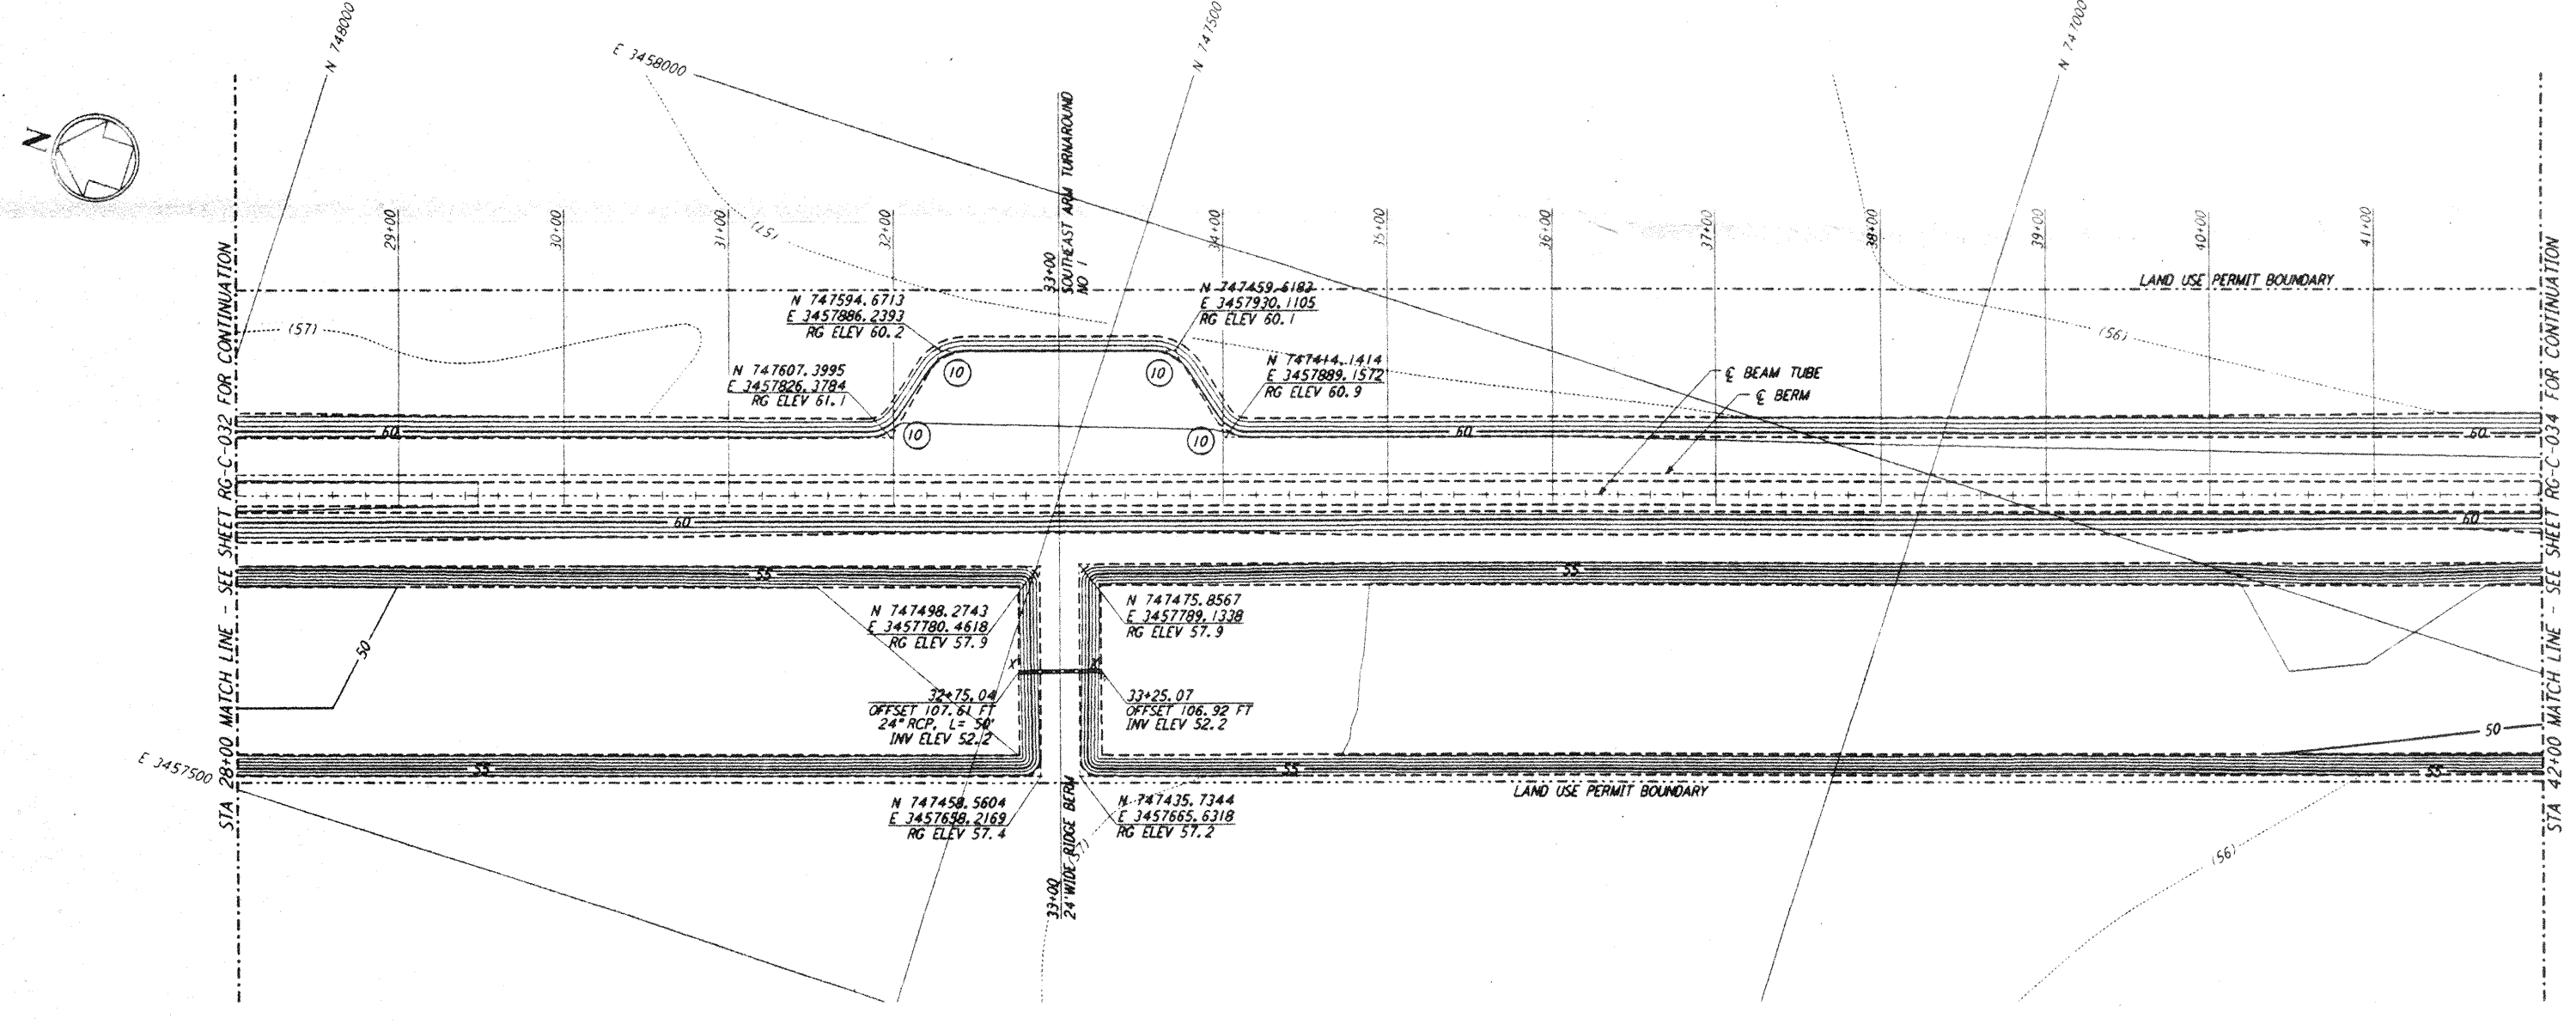 N 748000
E 3458000
N 747500
N 747000
N
SOUTHEAST ARM TURNAROUND
NO 1
33+00
29+00
30+00
31+00
32+00
34+00
35+00
36+00
37+00
38+00
39+00
40+00
41+00
(57)
LAND USE PERMIT BOUNDARY
N 747594.6713
E 3457886.2393
RG ELEV 60.2
N 747459.6183
E 3457930.1105
RG ELEV 60.1
(57)
(56)
N 747607.3995
E 3457826.3784
RG ELEV 61.1
N 747414.1414
E 3457889.1572
RG ELEV 60.9
10
10
10
10
℄ BEAM TUBE
℄ BERM
60
60
60
60
60
STA 28+00 MATCH LINE - SEE SHEET RG-C-032 FOR CONTINUATION
STA 42+00 MATCH LINE - SEE SHEET RG-C-034 FOR CONTINUATION
55
55
N 747498.2743
E 3457780.4618
RG ELEV 57.9
N 747475.8567
E 3457789.1338
RG ELEV 57.9
50
X
X
32+75.04
OFFSET 107.61 FT
24" RCP, L= 50'
INV ELEV 52.2
33+25.07
OFFSET 106.92 FT
INV ELEV 52.2
50
E 3457500
55
55
55
LAND USE PERMIT BOUNDARY
N 747458.5604
E 3457658.2169
RG ELEV 57.4
N 747435.7344
E 3457665.6318
RG ELEV 57.2
33+00
24' WIDE RIDGE BERM
(57)
(56)